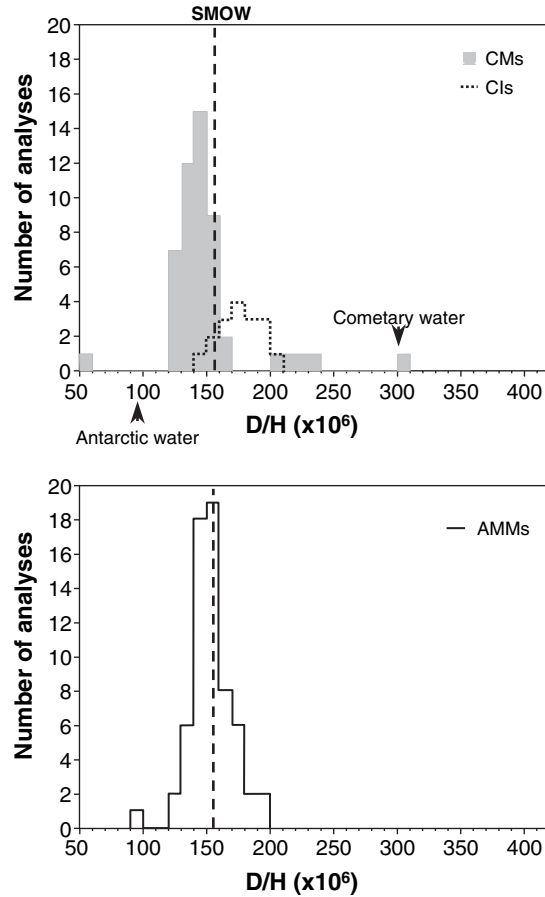 SMOW
20
18
16
14
12
10
8
6
4
2
0
Number of analyses
CMs
CIs
Cometary water
50 100 150 200 250 300 350 400
Antarctic water
D/H (x10⁶)
20
18
16
14
12
10
8
6
4
2
0
Number of analyses
AMMs
50 100 150 200 250 300 350 400
D/H (x10⁶)